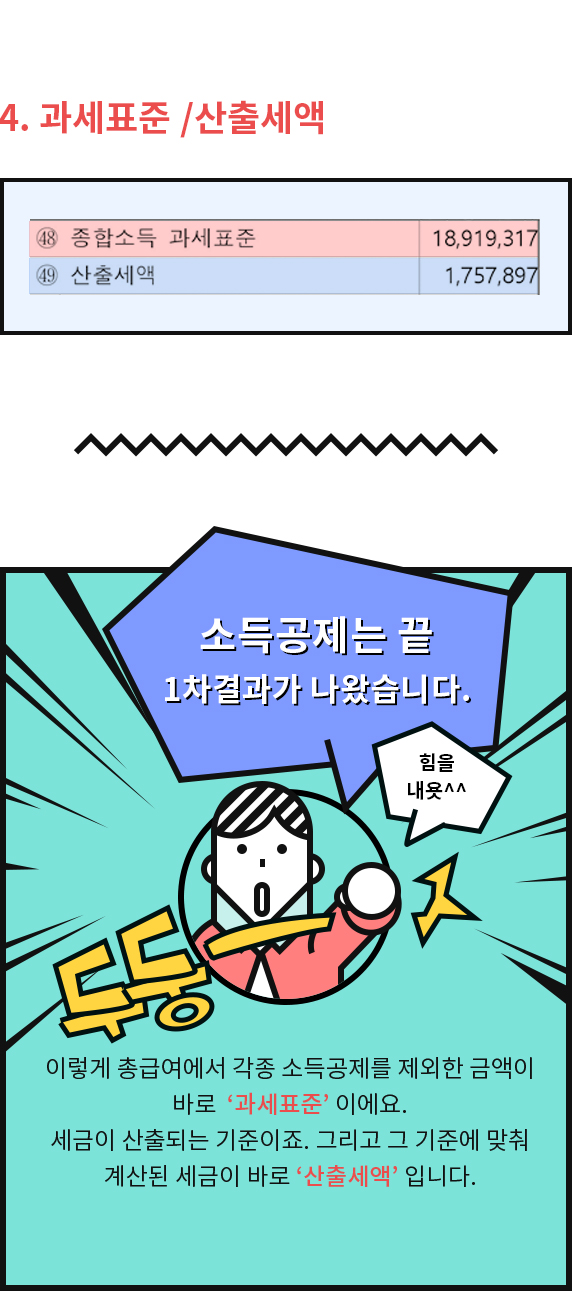 4. 과세표준 /산출세액
㊽ 종합소득 과세표준 18,919,317
㊾ 산출세액 1,757,897
소득공제는 끝
1차결과가 나왔습니다.
힘을
내욧^^
이렇게 총급여에서 각종 소득공제를 제외한 금액이
바로 ‘과세표준’ 이에요.
세금이 산출되는 기준이죠. 그리고 그 기준에 맞춰
계산된 세금이 바로 ‘산출세액’ 입니다.